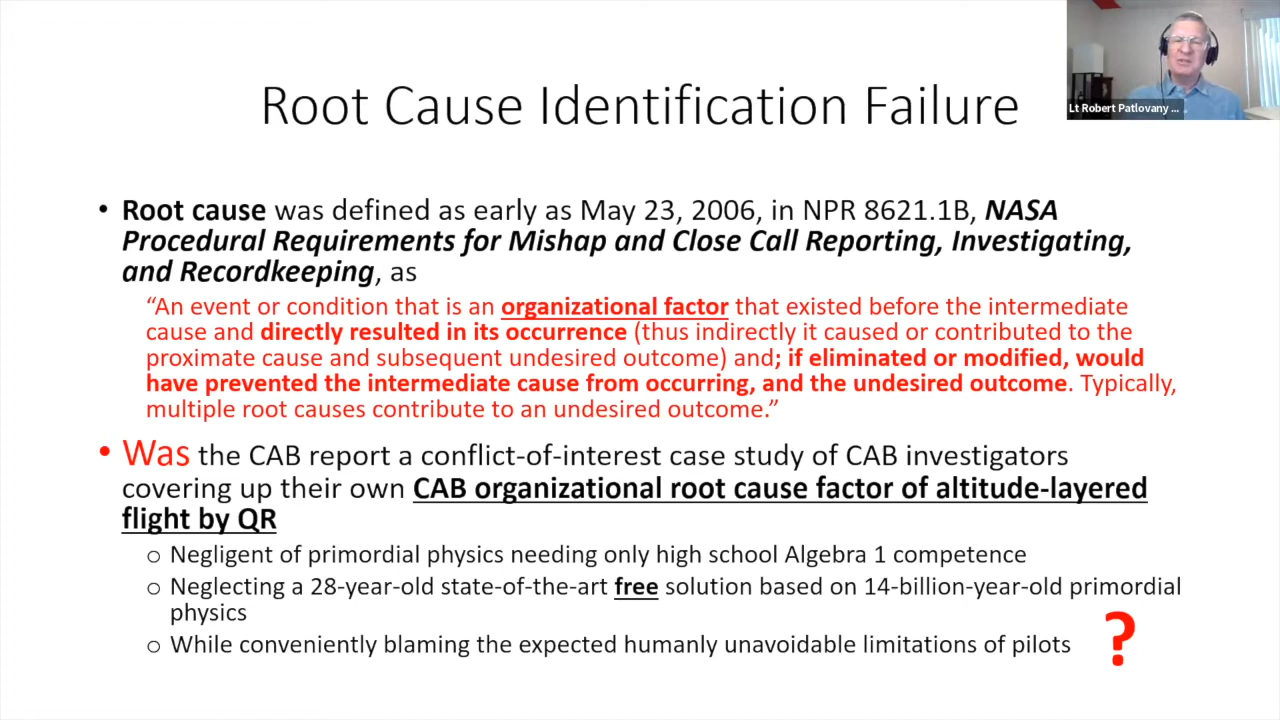 Lt Robert Patlovany ...
Root Cause Identification Failure
• Root cause was defined as early as May 23, 2006, in NPR 8621.1B, NASA
Procedural Requirements for Mishap and Close Call Reporting, Investigating,
and Recordkeeping, as
“An event or condition that is an organizational factor that existed before the intermediate
cause and directly resulted in its occurrence (thus indirectly it caused or contributed to the
proximate cause and subsequent undesired outcome) and; if eliminated or modified, would
have prevented the intermediate cause from occurring, and the undesired outcome. Typically,
multiple root causes contribute to an undesired outcome.”
• Was the CAB report a conflict-of-interest case study of CAB investigators
covering up their own CAB organizational root cause factor of altitude-layered
flight by QR
o Negligent of primordial physics needing only high school Algebra 1 competence
o Neglecting a 28-year-old state-of-the-art free solution based on 14-billion-year-old primordial
physics
o While conveniently blaming the expected humanly unavoidable limitations of pilots ?